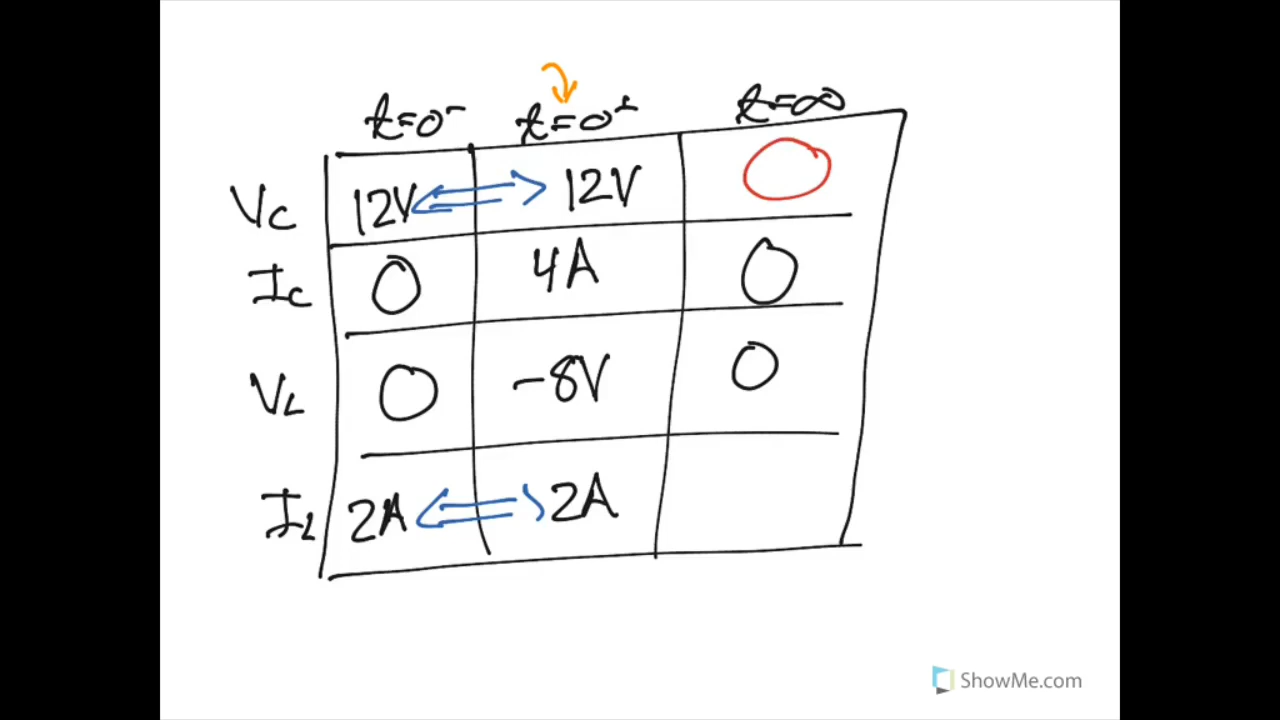 t=0⁻ t=0⁺ t=∞
Vc 12V 12V 0
Ic 0 4A 0
VL 0 -8V 0
IL 2A 2A
ShowMe.com